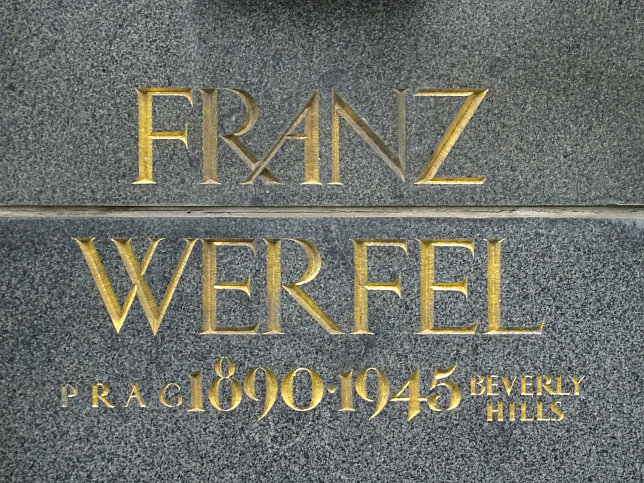 FRANZ
WERFEL
PRAG 1890·1945 BEVERLY
HILLS